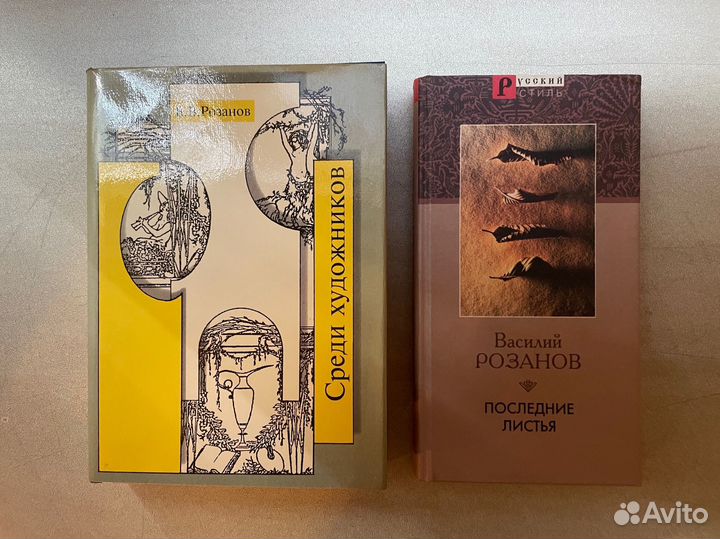 В.В.Розанов
Среди художников
Русский
стиль
Василий
РОЗАНОВ
ПОСЛЕДНИЕ
ЛИСТЬЯ
Avito